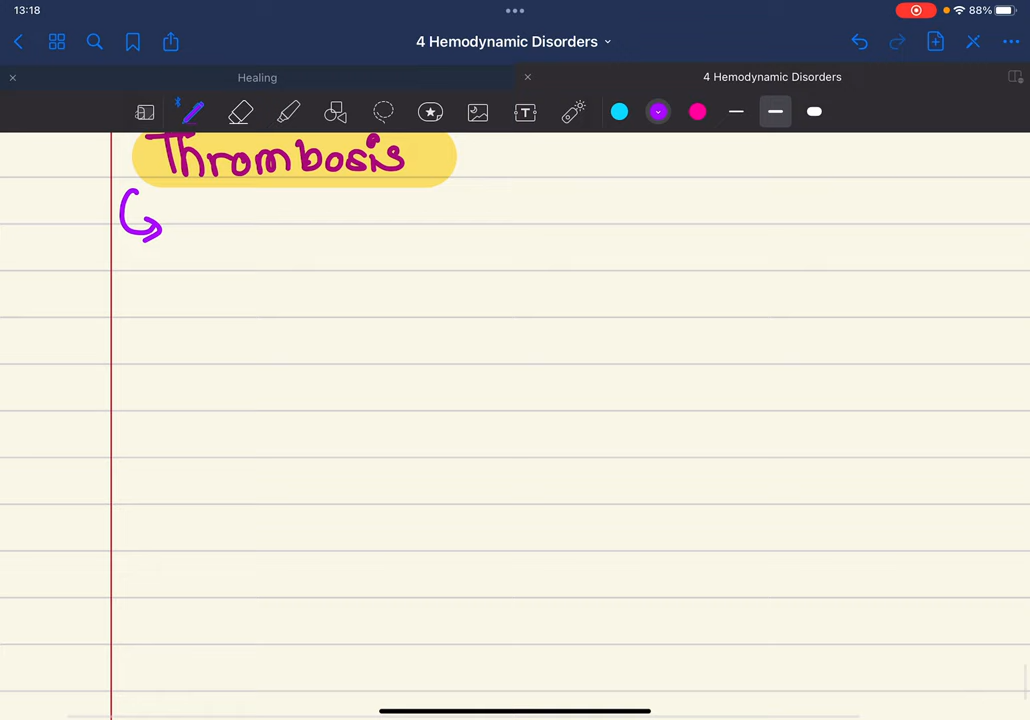 13:18
88%
4 Hemodynamic Disorders
Healing
4 Hemodynamic Disorders
T
Thrombosis